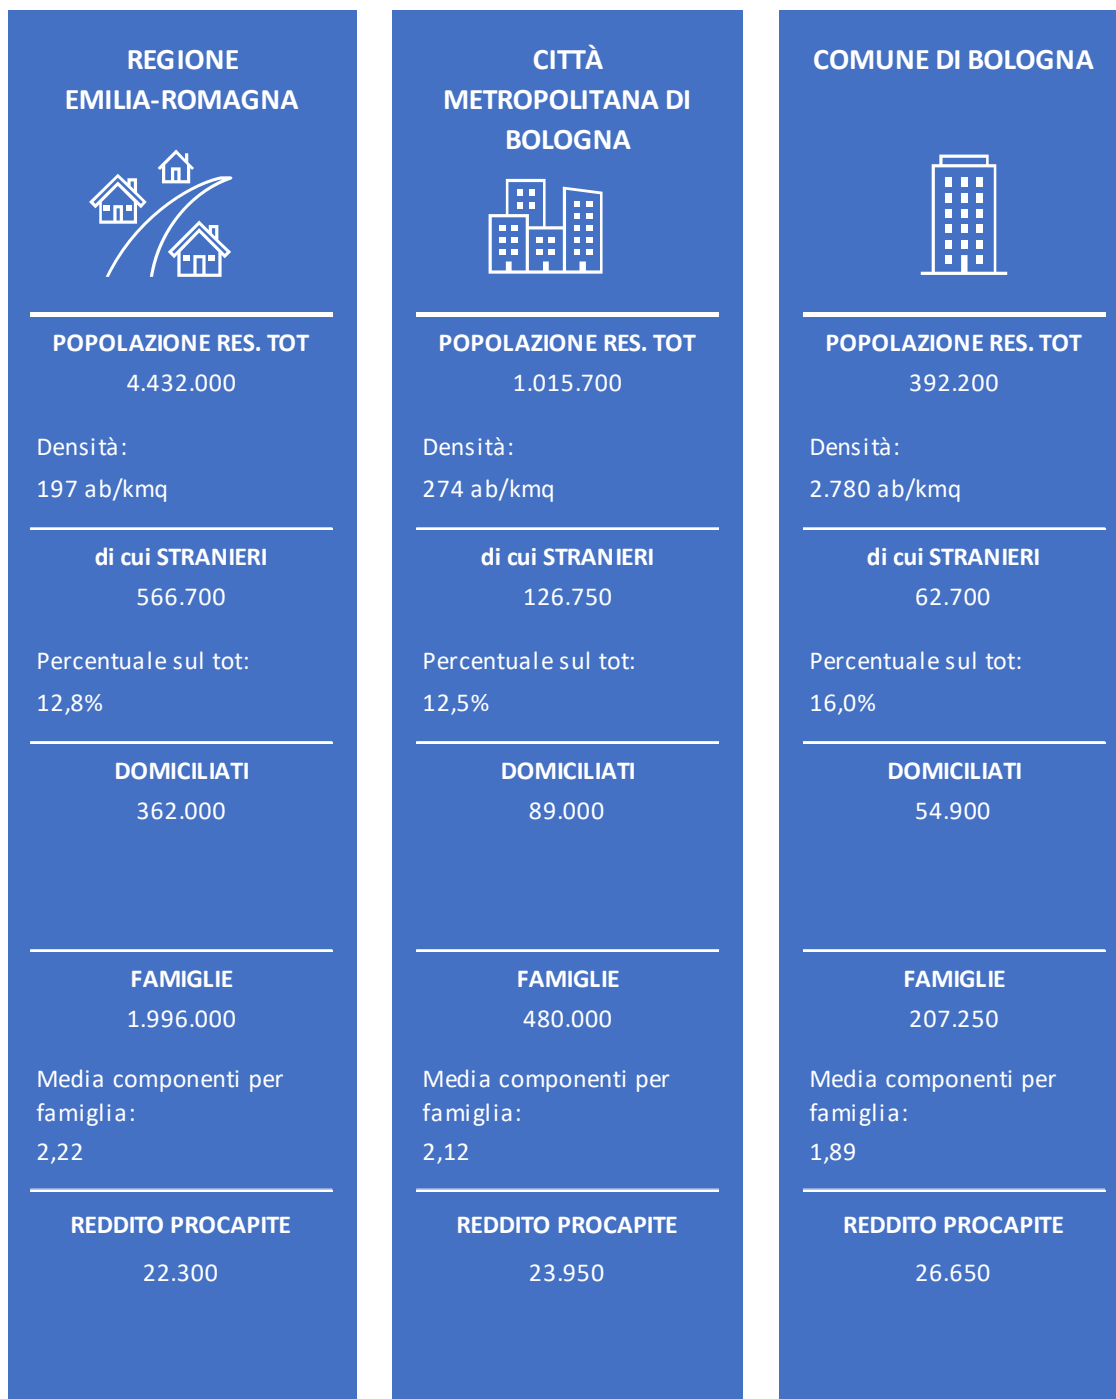 REGIONE
EMILIA-ROMAGNA
POPOLAZIONE RES. TOT
4.432.000
Densità:
197 ab/kmq
di cui STRANIERI
566.700
Percentuale sul tot:
12,8%
DOMICILIATI
362.000
FAMIGLIE
1.996.000
Media componenti per
famiglia:
2,22
REDDITO PROCAPITE
22.300
CITTÀ
METROPOLITANA DI
BOLOGNA
POPOLAZIONE RES. TOT
1.015.700
Densità:
274 ab/kmq
di cui STRANIERI
126.750
Percentuale sul tot:
12,5%
DOMICILIATI
89.000
FAMIGLIE
480.000
Media componenti per
famiglia:
2,12
REDDITO PROCAPITE
23.950
COMUNE DI BOLOGNA
POPOLAZIONE RES. TOT
392.200
Densità:
2.780 ab/kmq
di cui STRANIERI
62.700
Percentuale sul tot:
16,0%
DOMICILIATI
54.900
FAMIGLIE
207.250
Media componenti per
famiglia:
1,89
REDDITO PROCAPITE
26.650